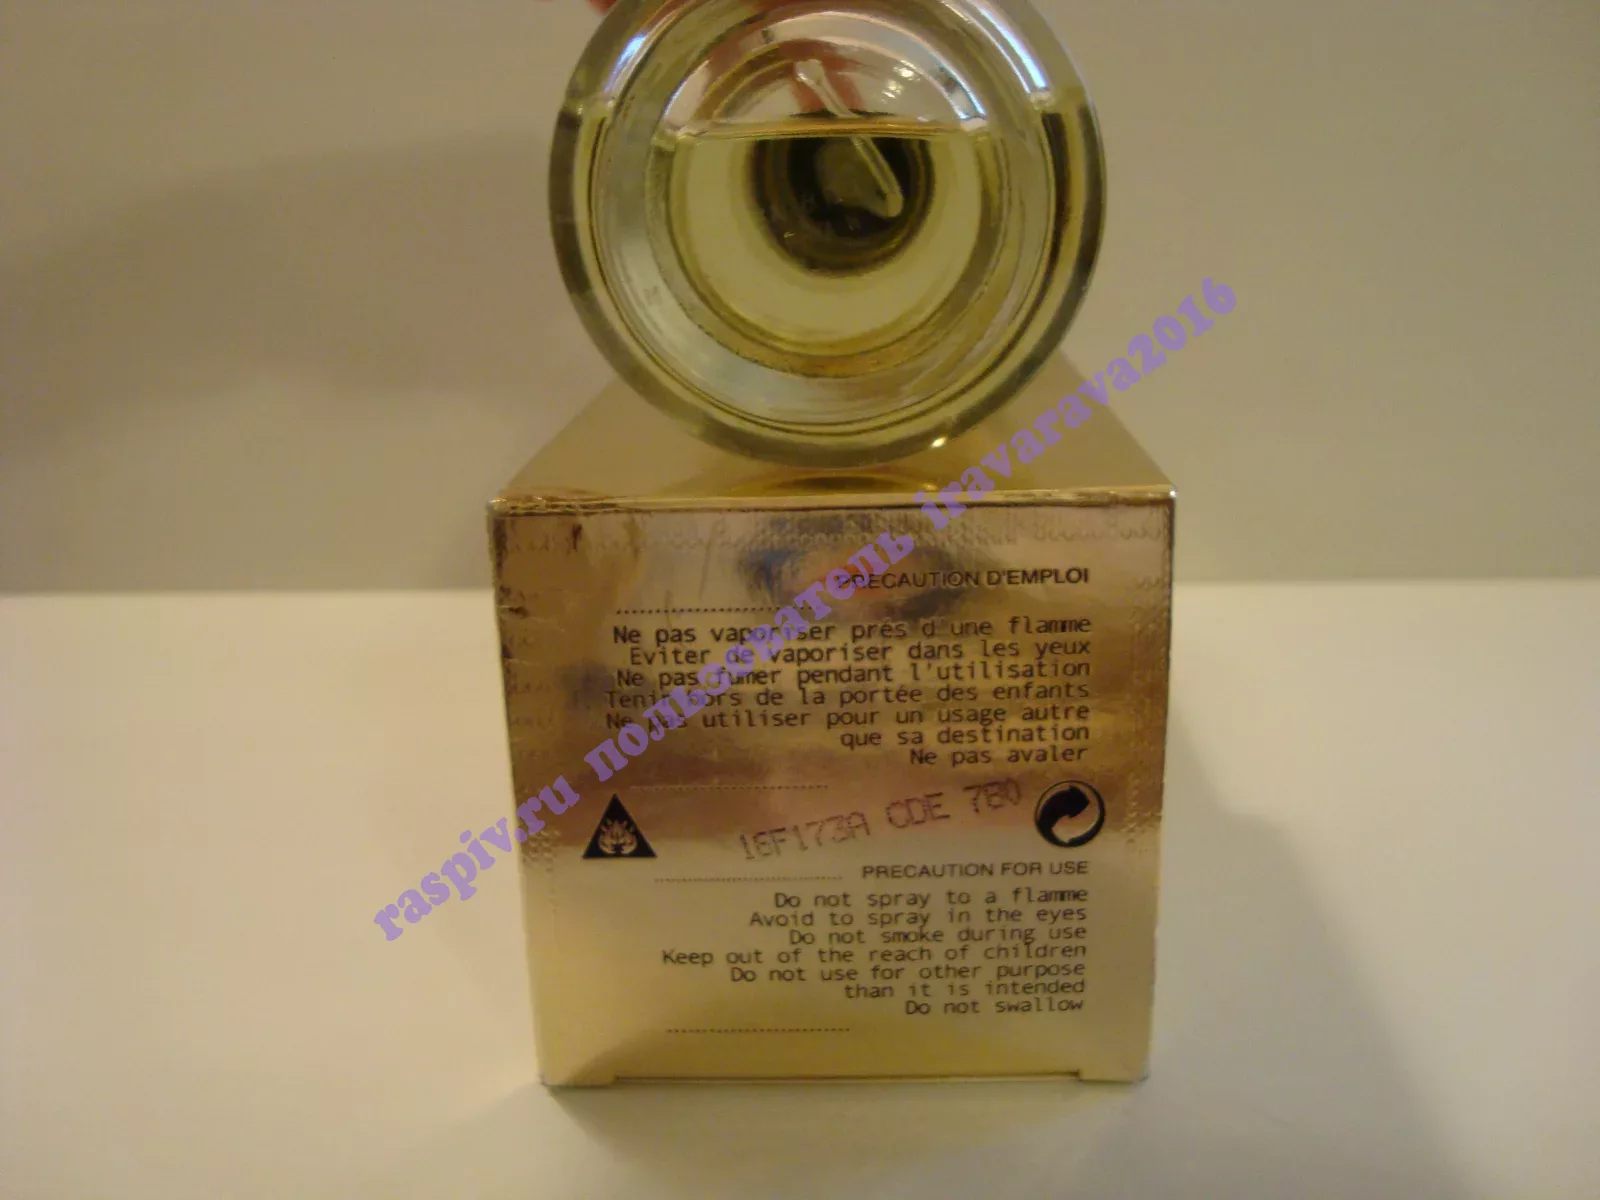 PRECAUTION D'EMPLOI
Ne pas vaporiser prés d'une flamme
Eviter de vaporiser dans les yeux
Ne pas fumer pendant l'utilisation
Tenir hors de la portée des enfants
Ne pas utiliser pour un usage autre
que sa destination
Ne pas avaler
16F173A CDE 780
PRECAUTION FOR USE
Do not spray to a flamme
Avoid to spray in the eyes
Do not smoke during use
Keep out of the reach of children
Do not use for other purpose
than it is intended
Do not swallow
raspiv.ru пользователь iravarava2016